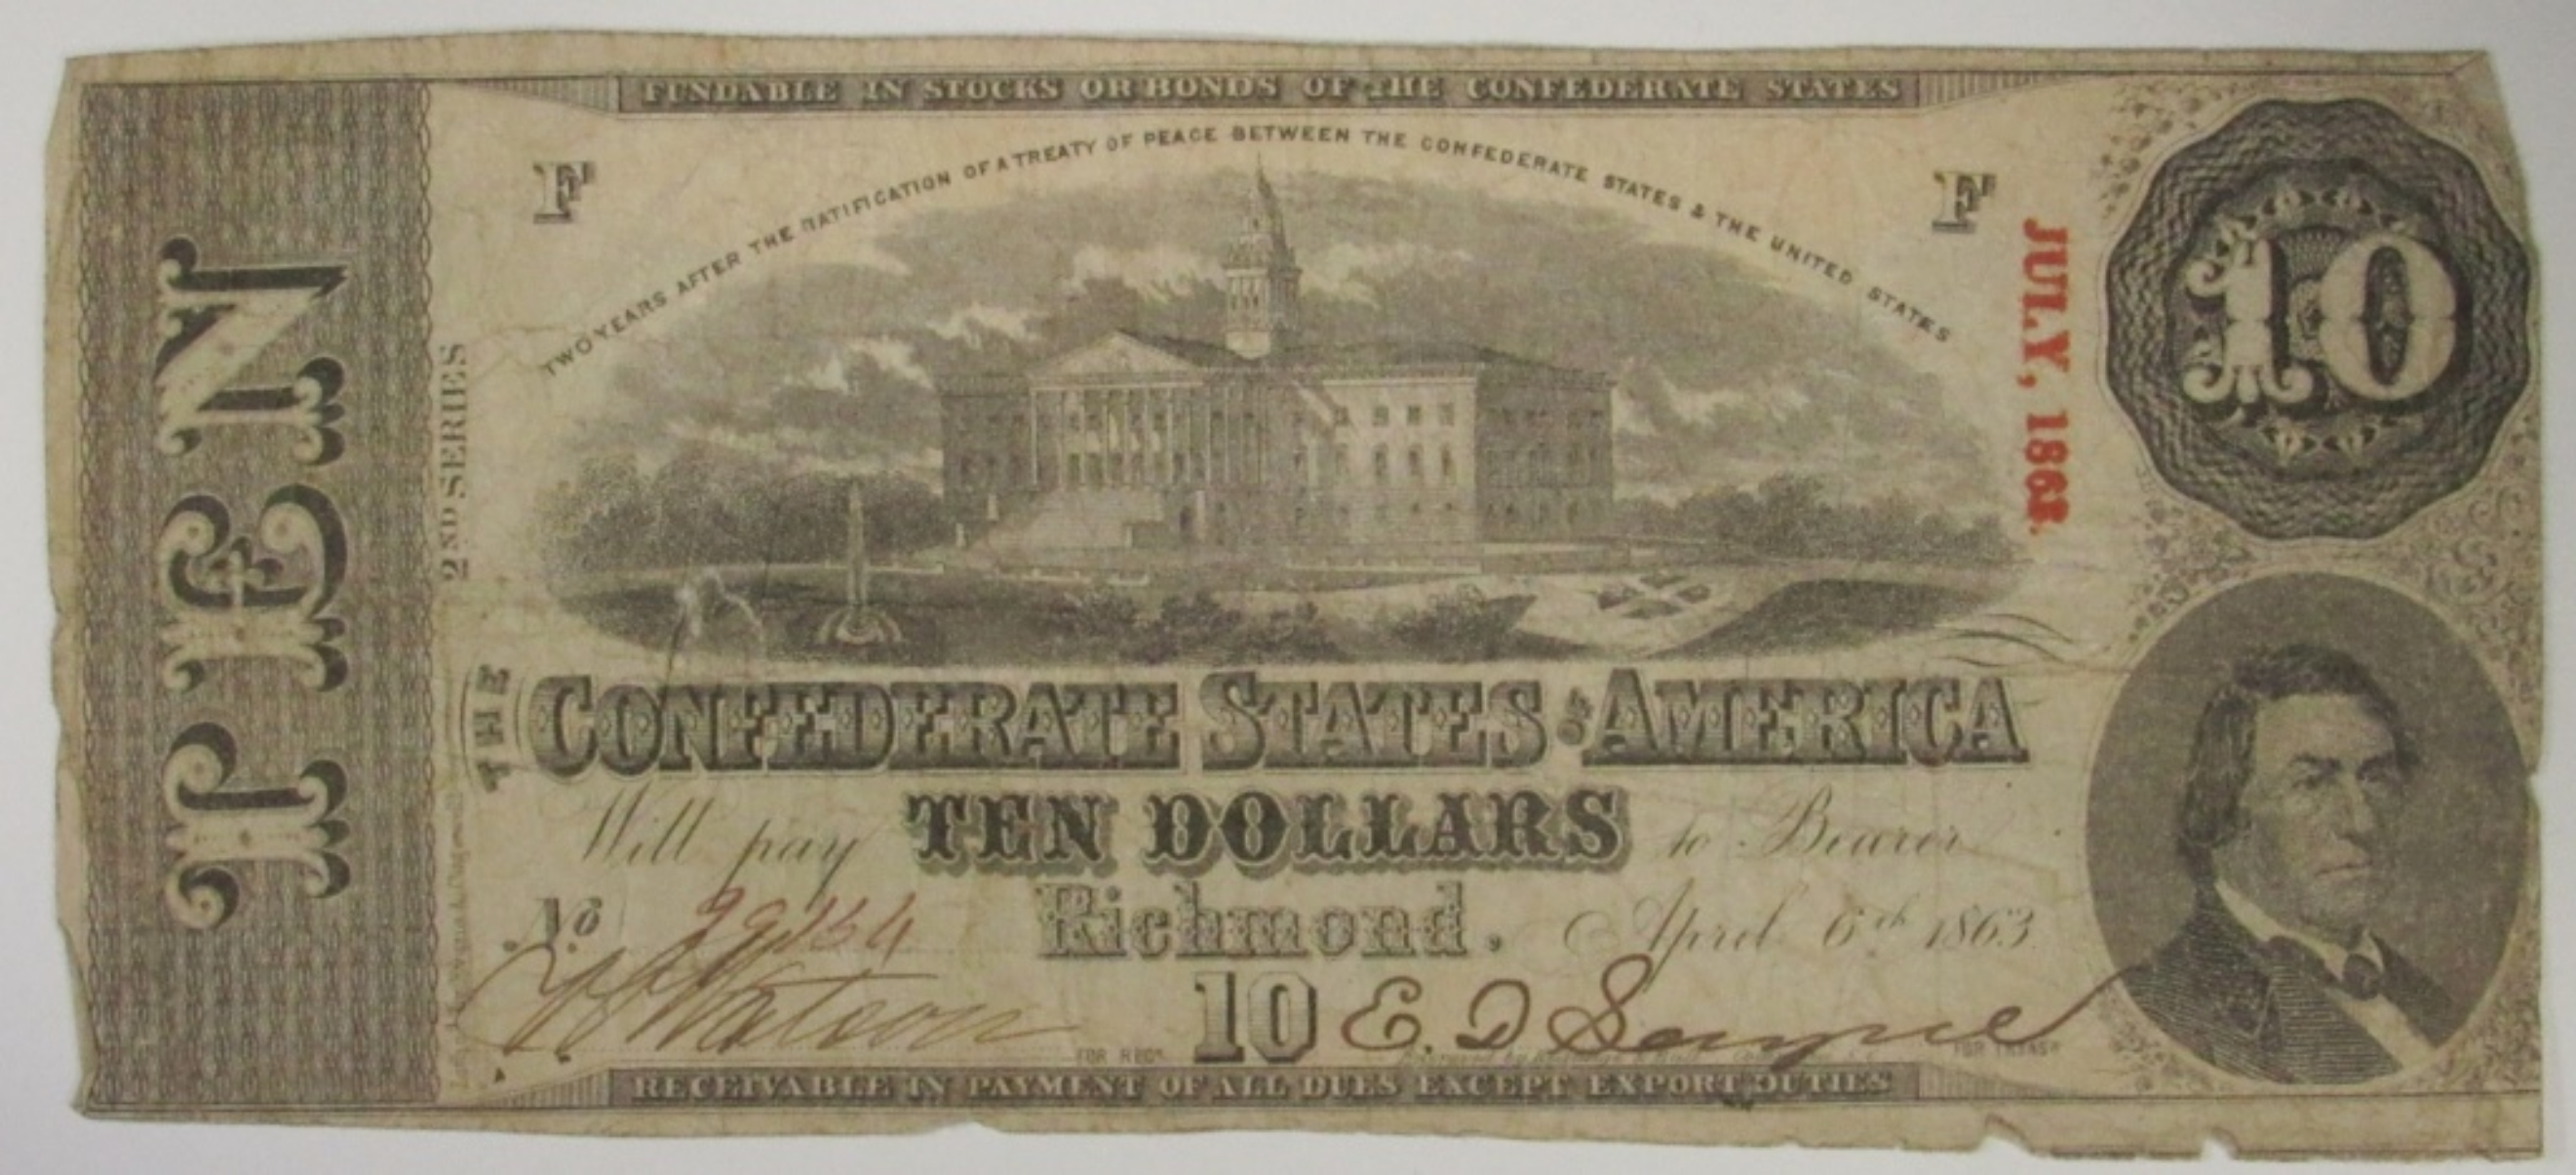 FUNDABLE IN STOCKS OR BONDS OF THE CONFEDERATE STATES
TWO YEARS AFTER THE RATIFICATION OF A TREATY OF PEACE BETWEEN THE CONFEDERATE STATES & THE UNITED STATES
F
F
TEN
2ND SERIES
JULY, 1863.
10
THE CONFEDERATE STATES OF AMERICA
Will pay TEN DOLLARS to Bearer
No
Richmond, April 6th 1863
Watson
FOR REGR
10
E. D.
FOR TREASR
RECEIVABLE IN PAYMENT OF ALL DUES EXCEPT EXPORT DUTIES